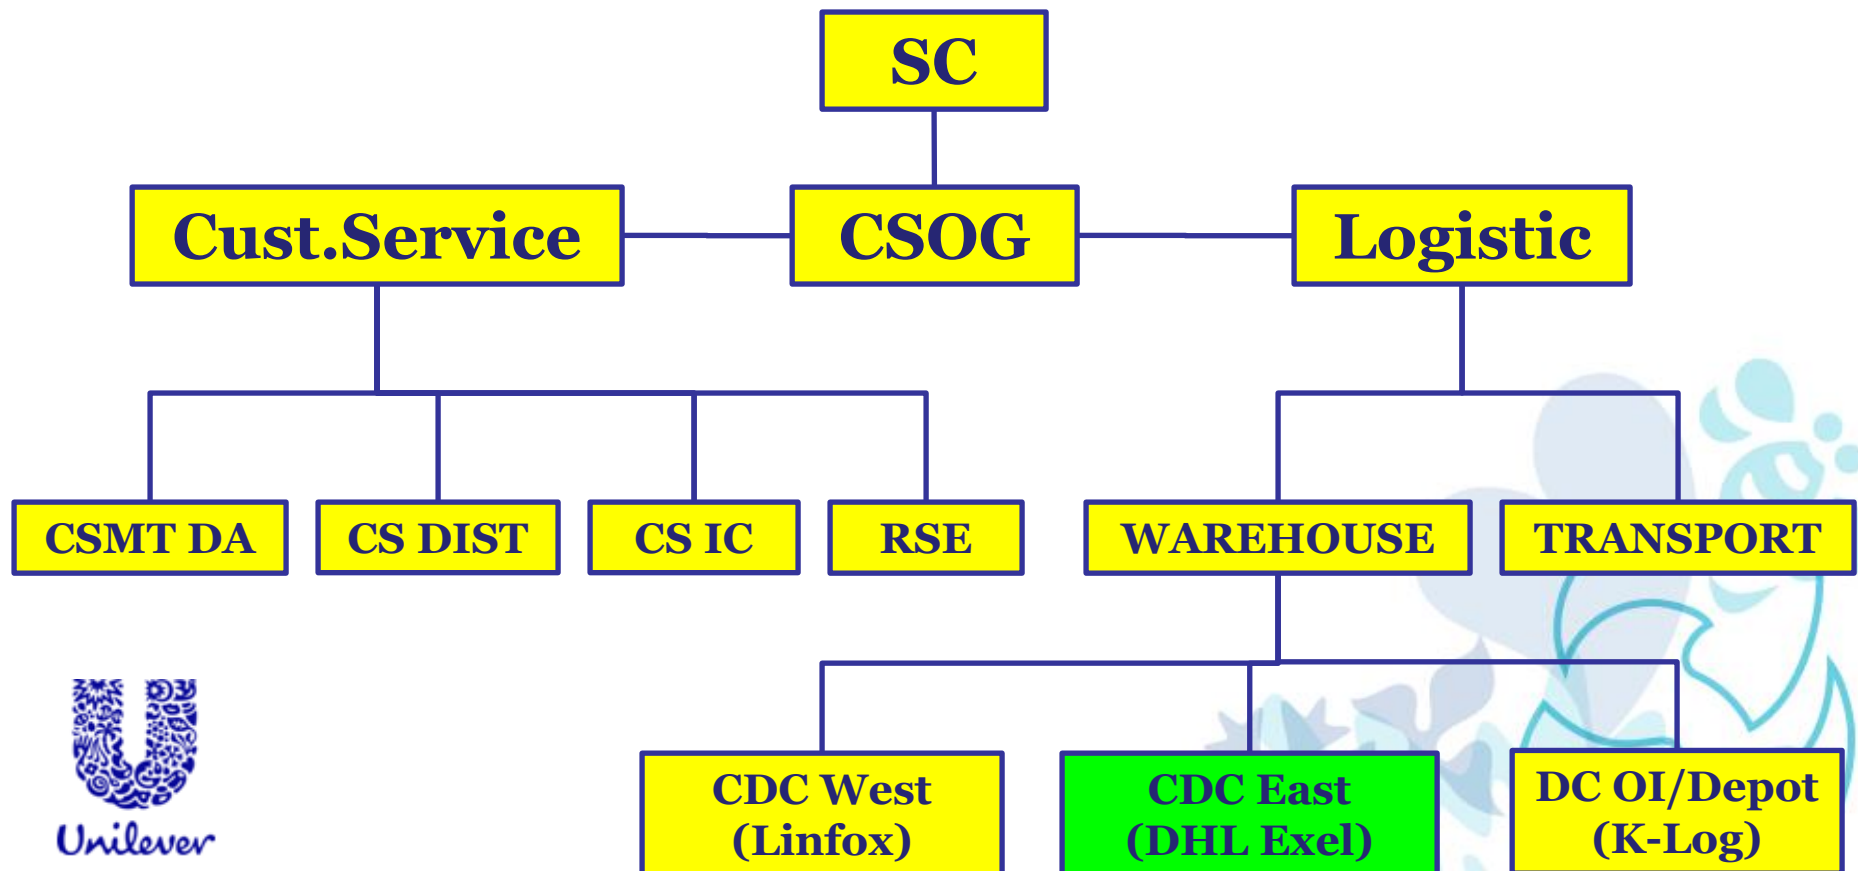 SC
Cust.Service
CSOG
Logistic
CSMT DA
CS DIST
CS IC
RSE
WAREHOUSE
TRANSPORT
CDC West
(Linfox)
CDC East
(DHL Exel)
DC OI/Depot
(K-Log)
Unilever